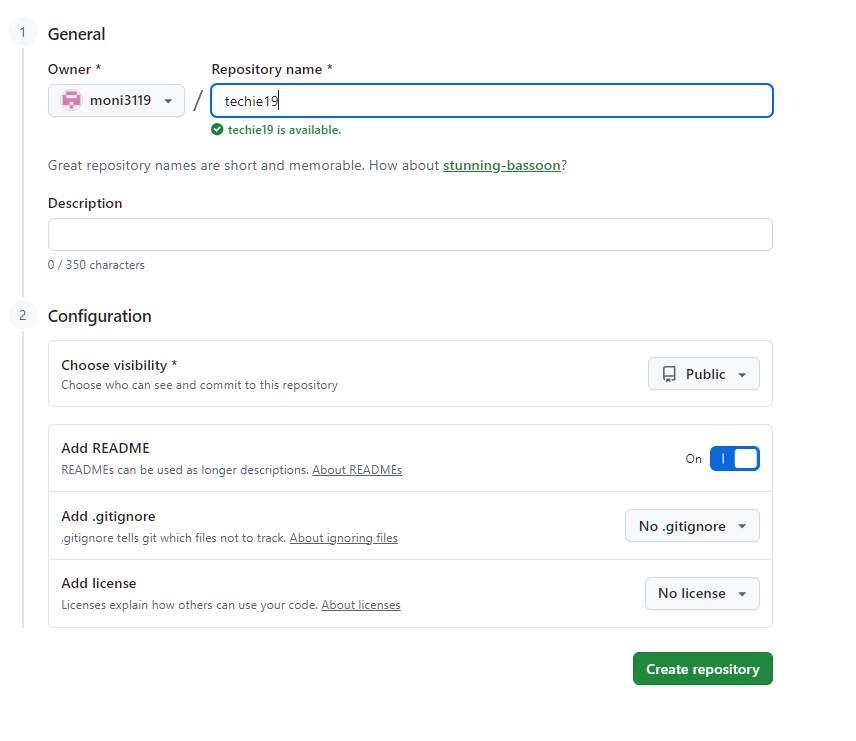 1
General
Owner *
Repository name *
moni3119
/
techie19
techie19 is available.
Great repository names are short and memorable. How about stunning-bassoon?
Description
0 / 350 characters
2
Configuration
Choose visibility *
Choose who can see and commit to this repository
Public
Add README
READMEs can be used as longer descriptions. About READMEs
On
Add .gitignore
.gitignore tells git which files not to track. About ignoring files
No .gitignore
Add license
Licenses explain how others can use your code. About licenses
No license
Create repository